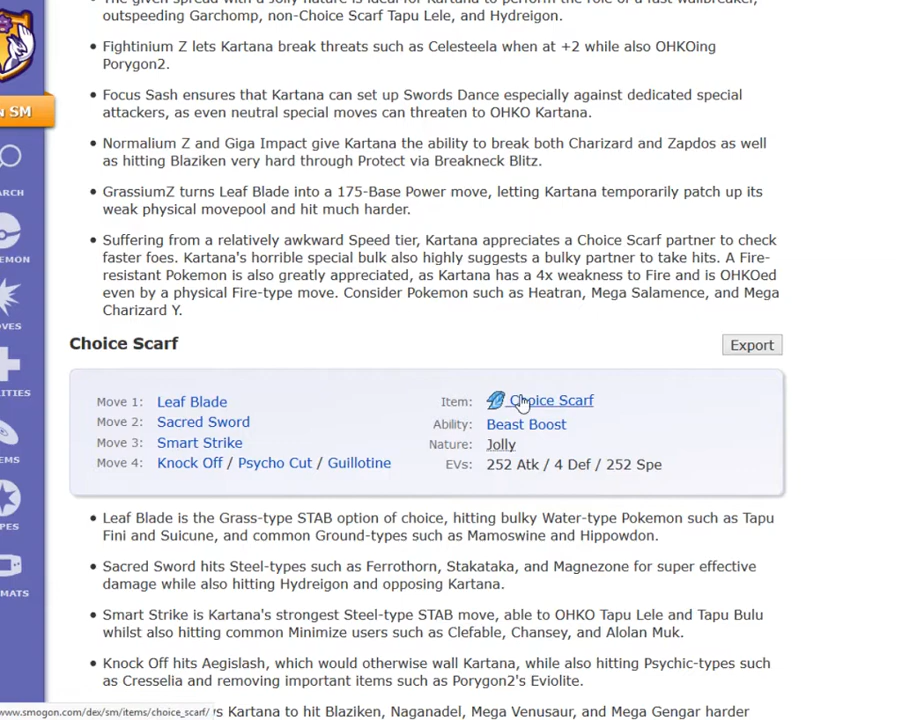 outspeeding Garchomp, non-Choice Scarf Tapu Lele, and Hydreigon.
• Fightinium Z lets Kartana break threats such as Celesteela when at +2 while also OHKOing
Porygon2.
• Focus Sash ensures that Kartana can set up Swords Dance especially against dedicated special
attackers, as even neutral special moves can threaten to OHKO Kartana.
SM
• Normalium Z and Giga Impact give Kartana the ability to break both Charizard and Zapdos as well
as hitting Blaziken very hard through Protect via Breakneck Blitz.
ARCH
• GrassiumZ turns Leaf Blade into a 175-Base Power move, letting Kartana temporarily patch up its
weak physical movepool and hit much harder.
• Suffering from a relatively awkward Speed tier, Kartana appreciates a Choice Scarf partner to check
faster foes. Kartana's horrible special bulk also highly suggests a bulky partner to take hits. A Fire-
EMON
resistant Pokemon is also greatly appreciated, as Kartana has a 4x weakness to Fire and is OHKOed
even by a physical Fire-type move. Consider Pokemon such as Heatran, Mega Salamence, and Mega
Charizard Y.
OVES
Choice Scarf
Export
ITIES
Move 1: Leaf Blade
Move 2: Sacred Sword
Move 3: Smart Strike
Move 4: Knock Off / Psycho Cut / Guillotine
Item: Choice Scarf
Ability: Beast Boost
Nature: Jolly
EVs: 252 Atk / 4 Def / 252 Spe
EMS
• Leaf Blade is the Grass-type STAB option of choice, hitting bulky Water-type Pokemon such as Tapu
Fini and Suicune, and common Ground-types such as Mamoswine and Hippowdon.
PES
• Sacred Sword hits Steel-types such as Ferrothorn, Stakataka, and Magnezone for super effective
damage while also hitting Hydreigon and opposing Kartana.
MATS
• Smart Strike is Kartana's strongest Steel-type STAB move, able to OHKO Tapu Lele and Tapu Bulu
whilst also hitting common Minimize users such as Clefable, Chansey, and Alolan Muk.
• Knock Off hits Aegislash, which would otherwise wall Kartana, while also hitting Psychic-types such
as Cresselia and removing important items such as Porygon2's Eviolite.
www.smogon.com/dex/sm/items/choice_scarf/
s Kartana to hit Blaziken, Naganadel, Mega Venusaur, and Mega Gengar harder